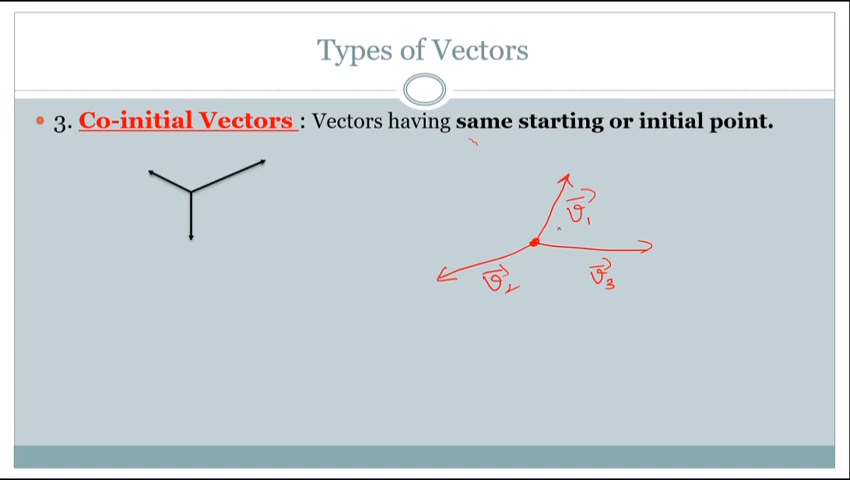 Types of Vectors
• 3. Co-initial Vectors : Vectors having same starting or initial point.
v⃗₁
v⃗₂
v⃗₃